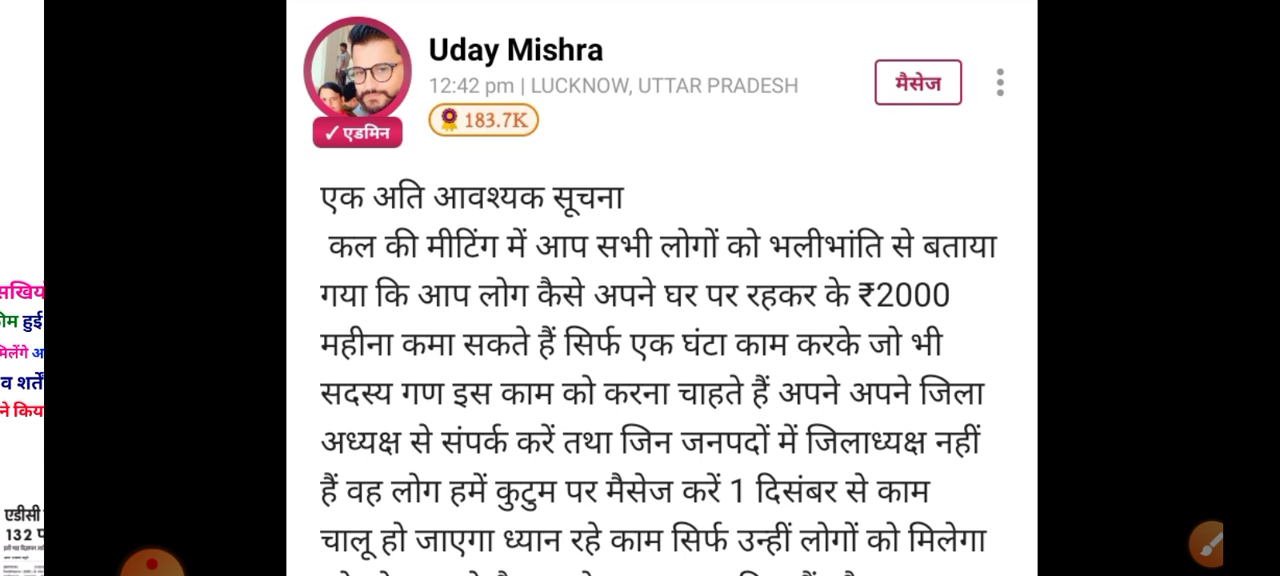 Uday Mishra
12:42 pm | LUCKNOW, UTTAR PRADESH
मैसेज
183.7K
✓ एडमिन
एक अति आवश्यक सूचना
कल की मीटिंग में आप सभी लोगों को भलीभांति से बताया
गया कि आप लोग कैसे अपने घर पर रहकर के ₹2000
महीना कमा सकते हैं सिर्फ एक घंटा काम करके जो भी
सदस्य गण इस काम को करना चाहते हैं अपने अपने जिला
अध्यक्ष से संपर्क करें तथा जिन जनपदों में जिलाध्यक्ष नहीं
हैं वह लोग हमें कुटुम पर मैसेज करें 1 दिसंबर से काम
चालू हो जाएगा ध्यान रहे काम सिर्फ उन्हीं लोगों को मिलेगा
हुई
व शर्तें
एडीसी
132